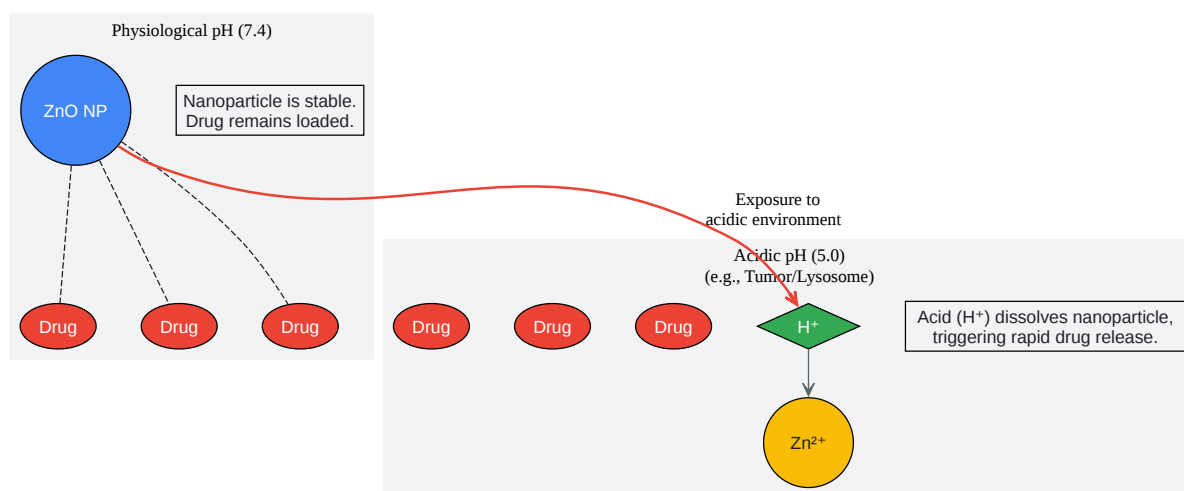 Physiological pH (7.4)
ZnO NP
Nanoparticle is stable.
Drug remains loaded.
Drug
Drug
Drug
Exposure to
acidic environment
Acidic pH (5.0)
(e.g., Tumor/Lysosome)
Drug
Drug
Drug
H⁺
Acid (H⁺) dissolves nanoparticle,
triggering rapid drug release.
Zn²⁺